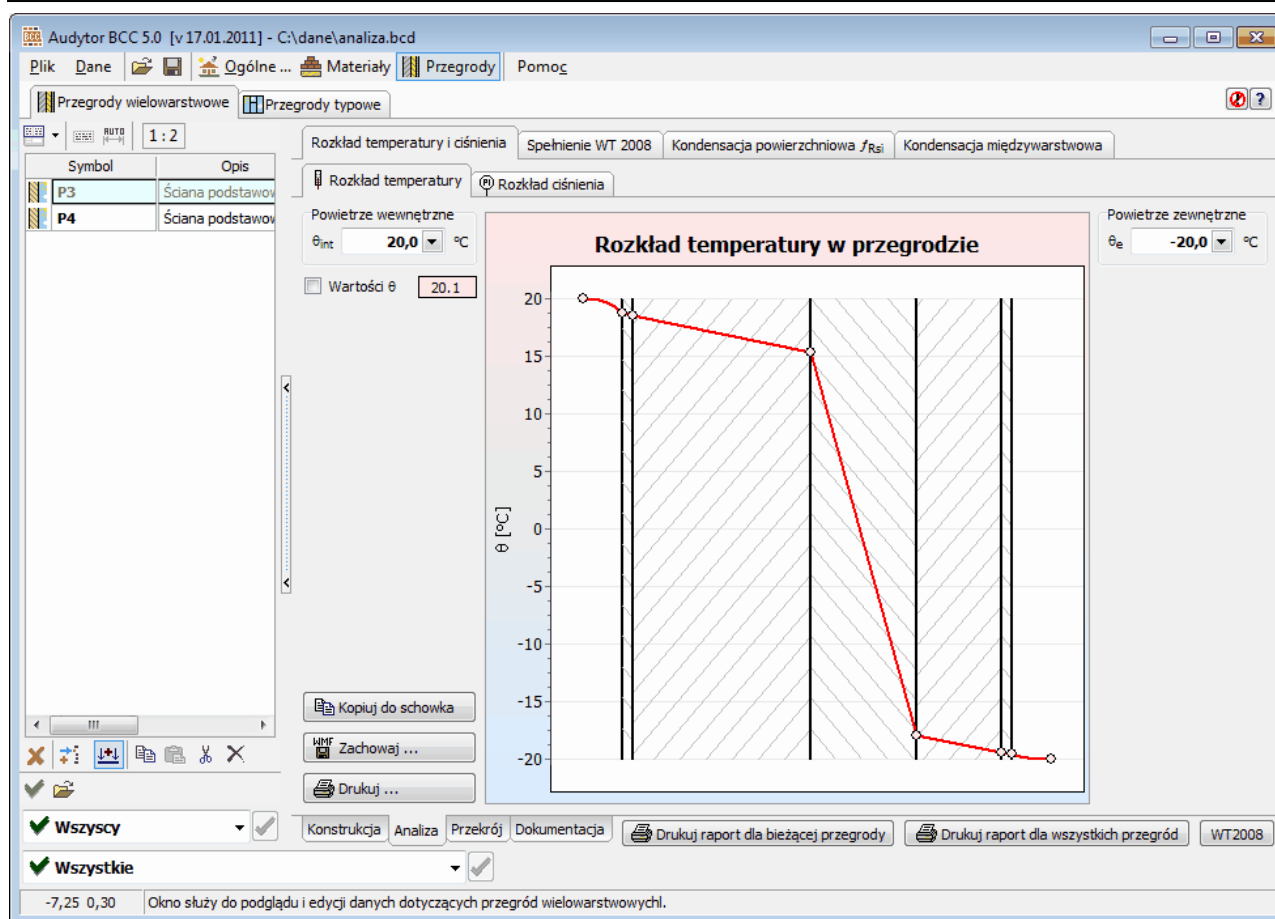 Audytor BCC 5.0 [v 17.01.2011] - C:\dane\analiza.bcd
Plik Dane Ogólne ... Materiały Przegrody Pomoc
Przegrody wielowarstwowe Przegrody typowe
AUTO 1 : 2
Symbol Opis
P3 Ściana podstawow
P4 Ściana podstawow
Rozkład temperatury i ciśnienia Spełnienie WT 2008 Kondensacja powierzchniowa fRsi Kondensacja międzywarstwowa
Rozkład temperatury Rozkład ciśnienia
Powietrze wewnętrzne
θint 20,0 ºC
Wartości θ 20.1
Rozkład temperatury w przegrodzie
Powietrze zewnętrzne
θe -20,0 ºC
20
15
10
5
0
-5
-10
-15
-20
θ [ºC]
Kopiuj do schowka
WMF Zachowaj ...
Drukuj ...
Konstrukcja Analiza Przekrój Dokumentacja Drukuj raport dla bieżącej przegrody Drukuj raport dla wszystkich przegród WT2008
Wszyscy
Wszystkie
-7,25 0,30 Okno służy do podglądu i edycji danych dotyczących przegród wielowarstwowychl.